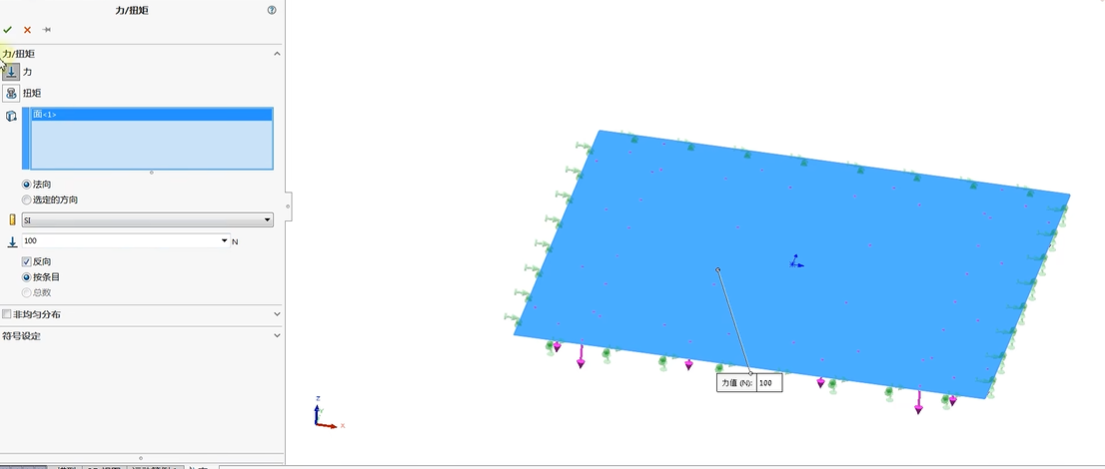 力/扭矩
力/扭矩
力
扭矩
面<1>
法向
选定的方向
SI
100 N
反向
按条目
总数
非均匀分布
符号设定
力值 (N): 100
Z
X